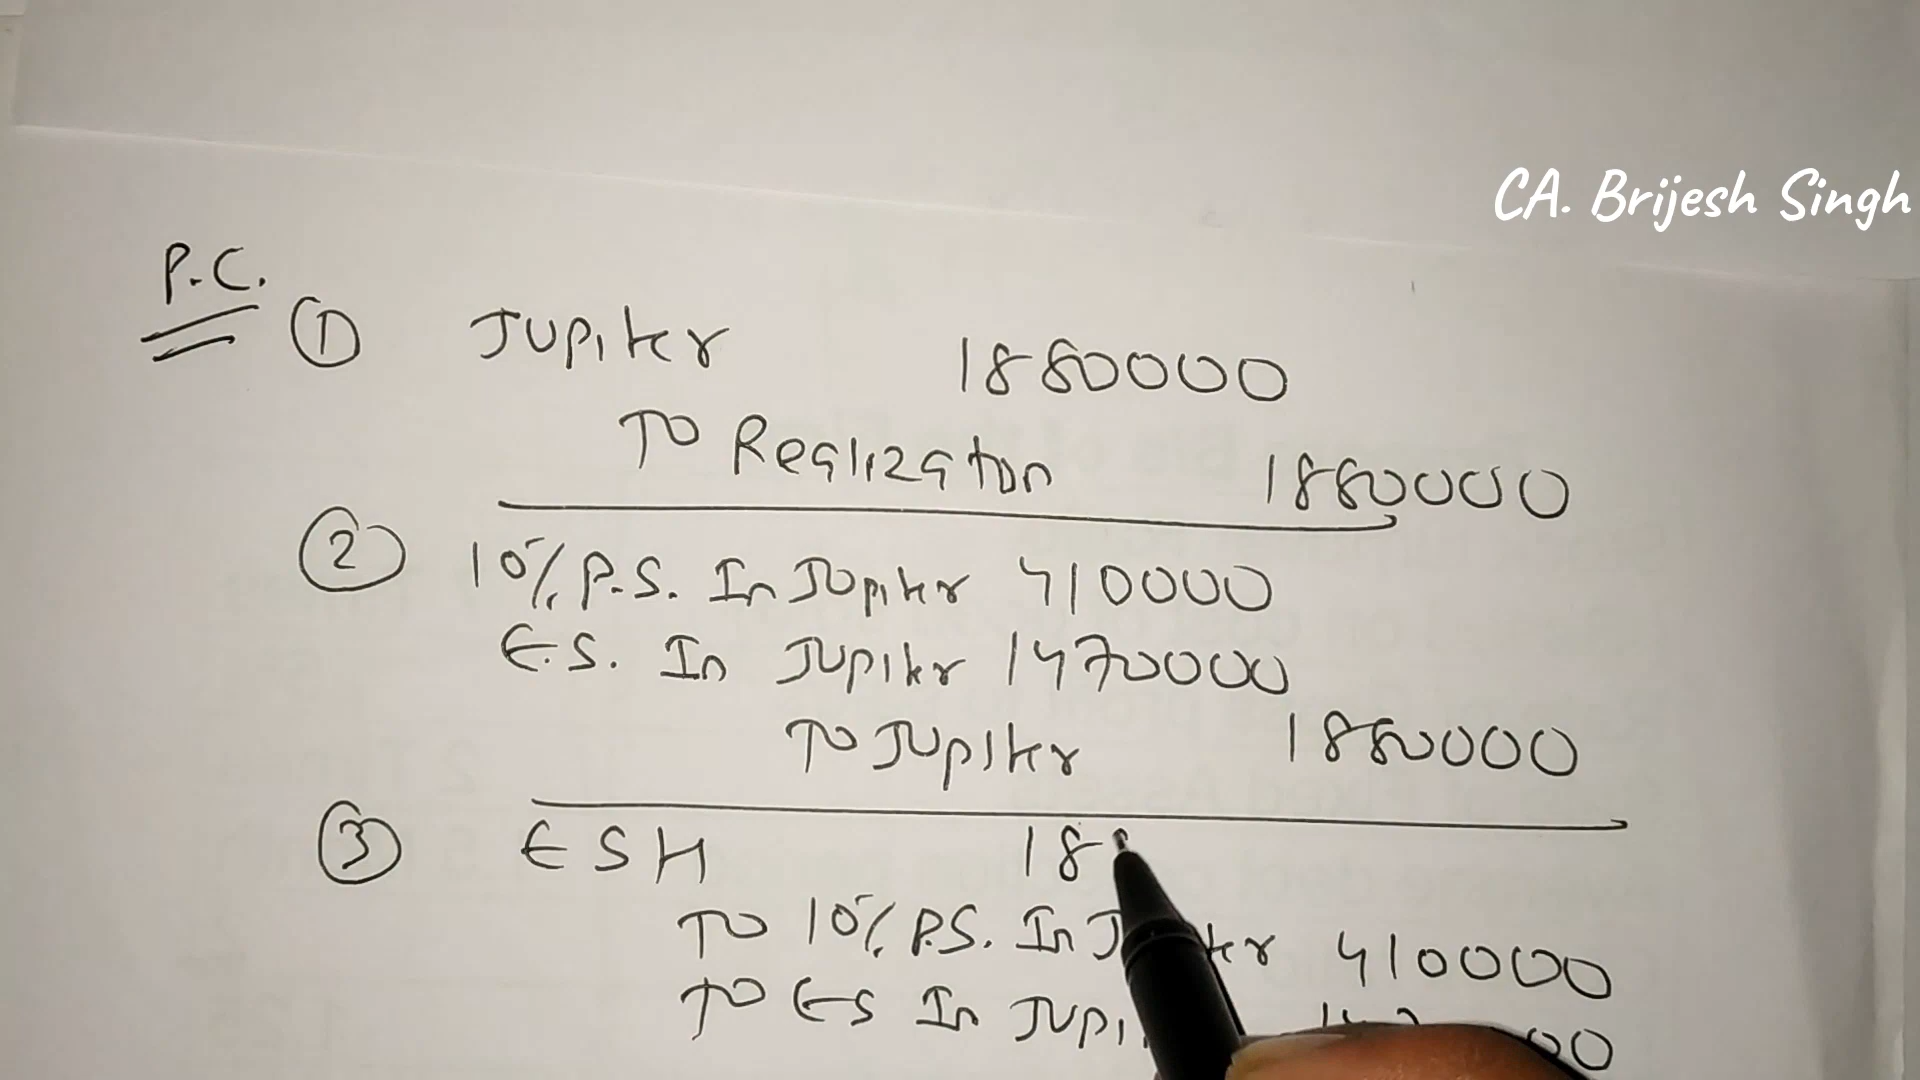 CA. Brijesh Singh
P.C.
① Jupiter 1880000
To Realization 1880000
② 10% P.S. In Jupiter 410000
E.S. In Jupiter 1470000
To Jupiter 1880000
③ ESH 18
To 10% P.S. In 410000
To ES In